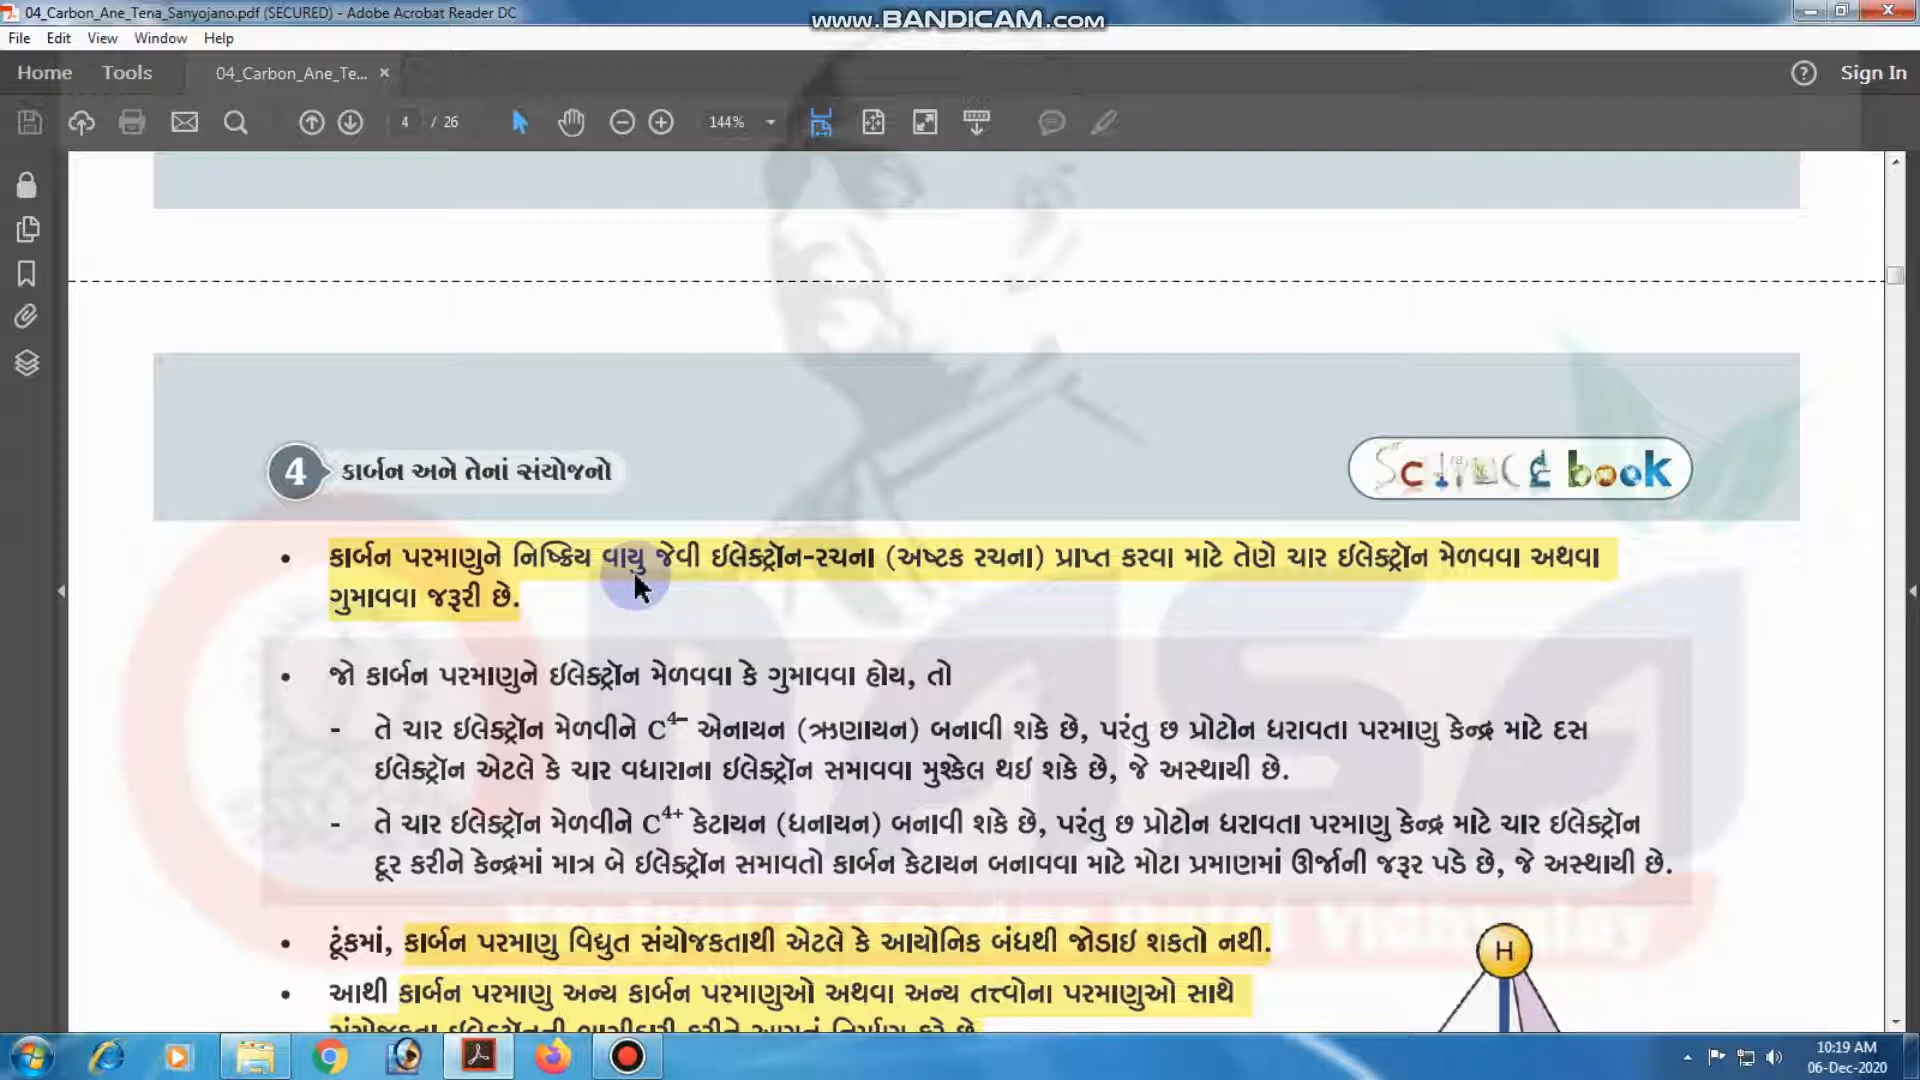 04_Carbon_Ane_Tena_Sanyojano.pdf (SECURED) - Adobe Acrobat Reader DC
www.BANDICAM.com
File Edit View Window Help
Home Tools 04_Carbon_Ane_Te... × Sign In
4 / 26 144%
4 કાર્બન અને તેનાં સંયોજનો
Science book
• કાર્બન પરમાણુને નિષ્ક્રિય વાયુ જેવી ઇલેક્ટ્રૉન-રચના (અષ્ટક રચના) પ્રાપ્ત કરવા માટે તેણે ચાર ઇલેક્ટ્રૉન મેળવવા અથવા
ગુમાવવા જરૂરી છે.
• જો કાર્બન પરમાણુને ઇલેક્ટ્રૉન મેળવવા કે ગુમાવવા હોય, તો
- તે ચાર ઇલેક્ટ્રૉન મેળવીને C⁴⁻ એનાયન (ઋણાયન) બનાવી શકે છે, પરંતુ છ પ્રોટોન ધરાવતા પરમાણુ કેન્દ્ર માટે દસ
ઇલેક્ટ્રૉન એટલે કે ચાર વધારાના ઇલેક્ટ્રૉન સમાવવા મુશ્કેલ થઇ શકે છે, જે અસ્થાયી છે.
- તે ચાર ઇલેક્ટ્રૉન મેળવીને C⁴⁺ કેટાયન (ધનાયન) બનાવી શકે છે, પરંતુ છ પ્રોટોન ધરાવતા પરમાણુ કેન્દ્ર માટે ચાર ઇલેક્ટ્રૉન
દૂર કરીને કેન્દ્રમાં માત્ર બે ઇલેક્ટ્રૉન સમાવતો કાર્બન કેટાયન બનાવવા માટે મોટા પ્રમાણમાં ઊર્જાની જરૂર પડે છે, જે અસ્થાયી છે.
• ટૂંકમાં, કાર્બન પરમાણુ વિદ્યુત સંયોજકતાથી એટલે કે આયોનિક બંધથી જોડાઇ શકતો નથી.
H
• આથી કાર્બન પરમાણુ અન્ય કાર્બન પરમાણુઓ અથવા અન્ય તત્ત્વોના પરમાણુઓ સાથે
10:19 AM
06-Dec-2020